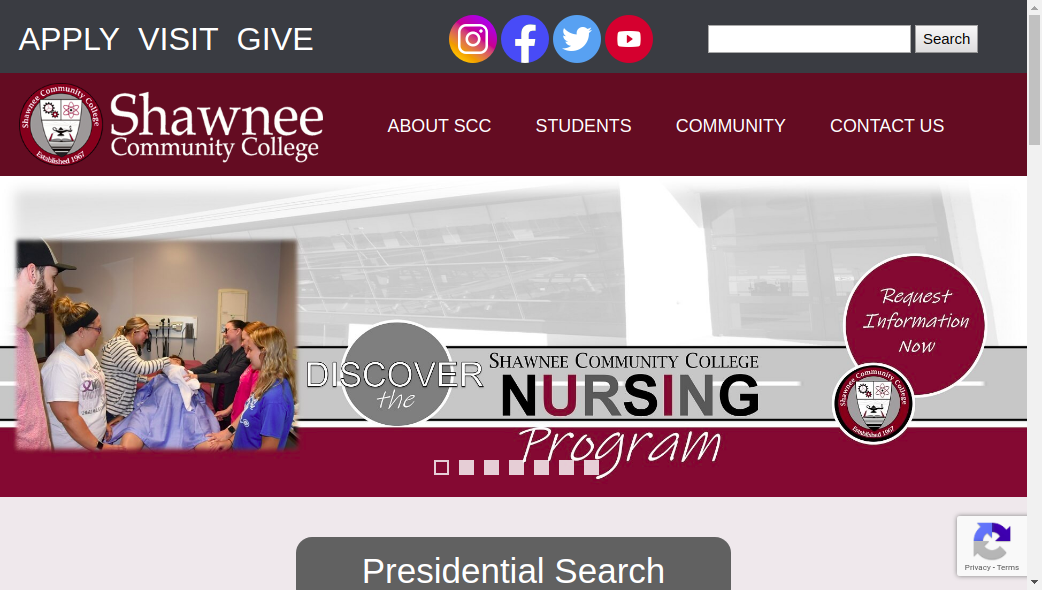 APPLY VISIT GIVE
Search
Shawnee Community College
Established 1967
Shawnee
Community College
ABOUT SCC
STUDENTS
COMMUNITY
CONTACT US
DISCOVER
the
SHAWNEE COMMUNITY COLLEGE
NURSING
Program
Request
Information
Now
Shawnee Community College
Established 1967
Presidential Search
Privacy - Terms